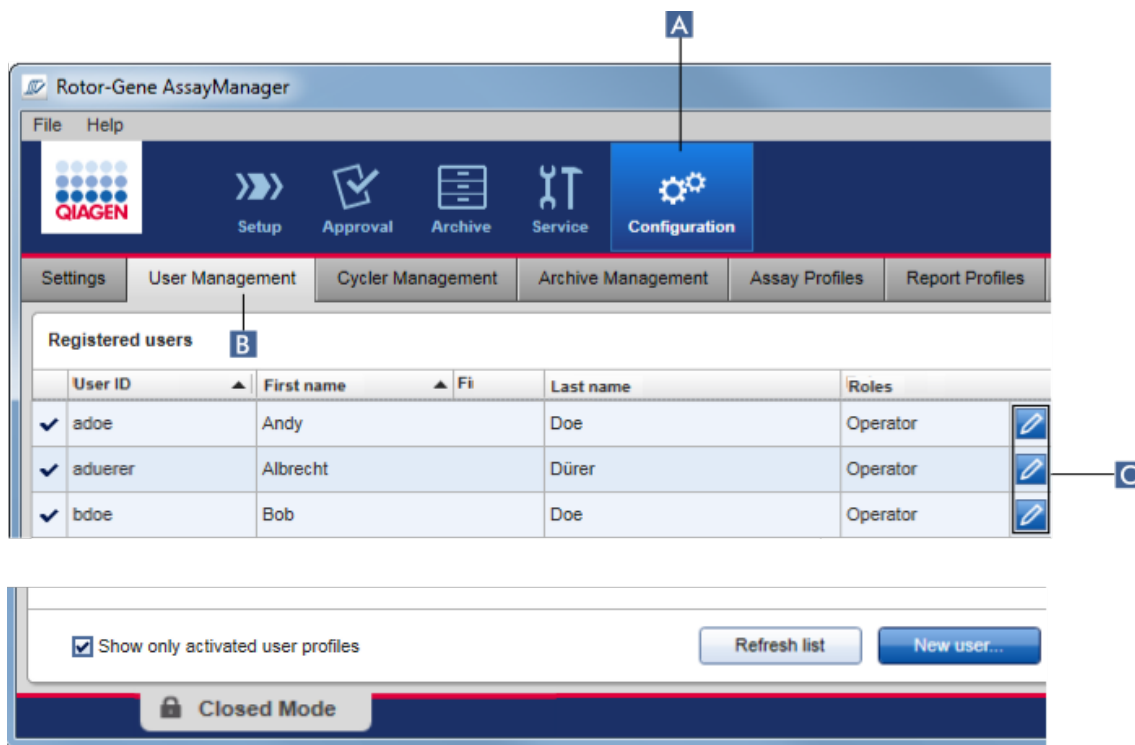 A
Rotor-Gene AssayManager
File Help
QIAGEN
Setup Approval Archive Service Configuration
Settings User Management Cycler Management Archive Management Assay Profiles Report Profiles
Registered users
B
User ID First name Fi Last name Roles
adoe Andy Doe Operator
aduerer Albrecht Dürer Operator
C
bdoe Bob Doe Operator
Show only activated user profiles Refresh list New user...
Closed Mode